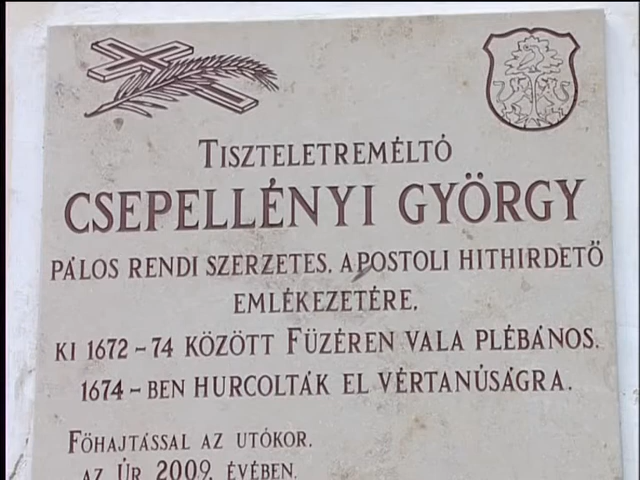 TISZTELETREMÉLTÓ
CSEPELLÉNYI GYÖRGY
PÁLOS RENDI SZERZETES, APOSTOLI HITHIRDETŐ
EMLÉKEZETÉRE,
KI 1672-74 KÖZÖTT FÜZÉREN VALA PLÉBÁNOS.
1674-BEN HURCOLTÁK EL VÉRTANÚSÁGRA.
FŐHAJTÁSSAL AZ UTÓKOR,
AZ ÚR 2009. ÉVÉBEN.